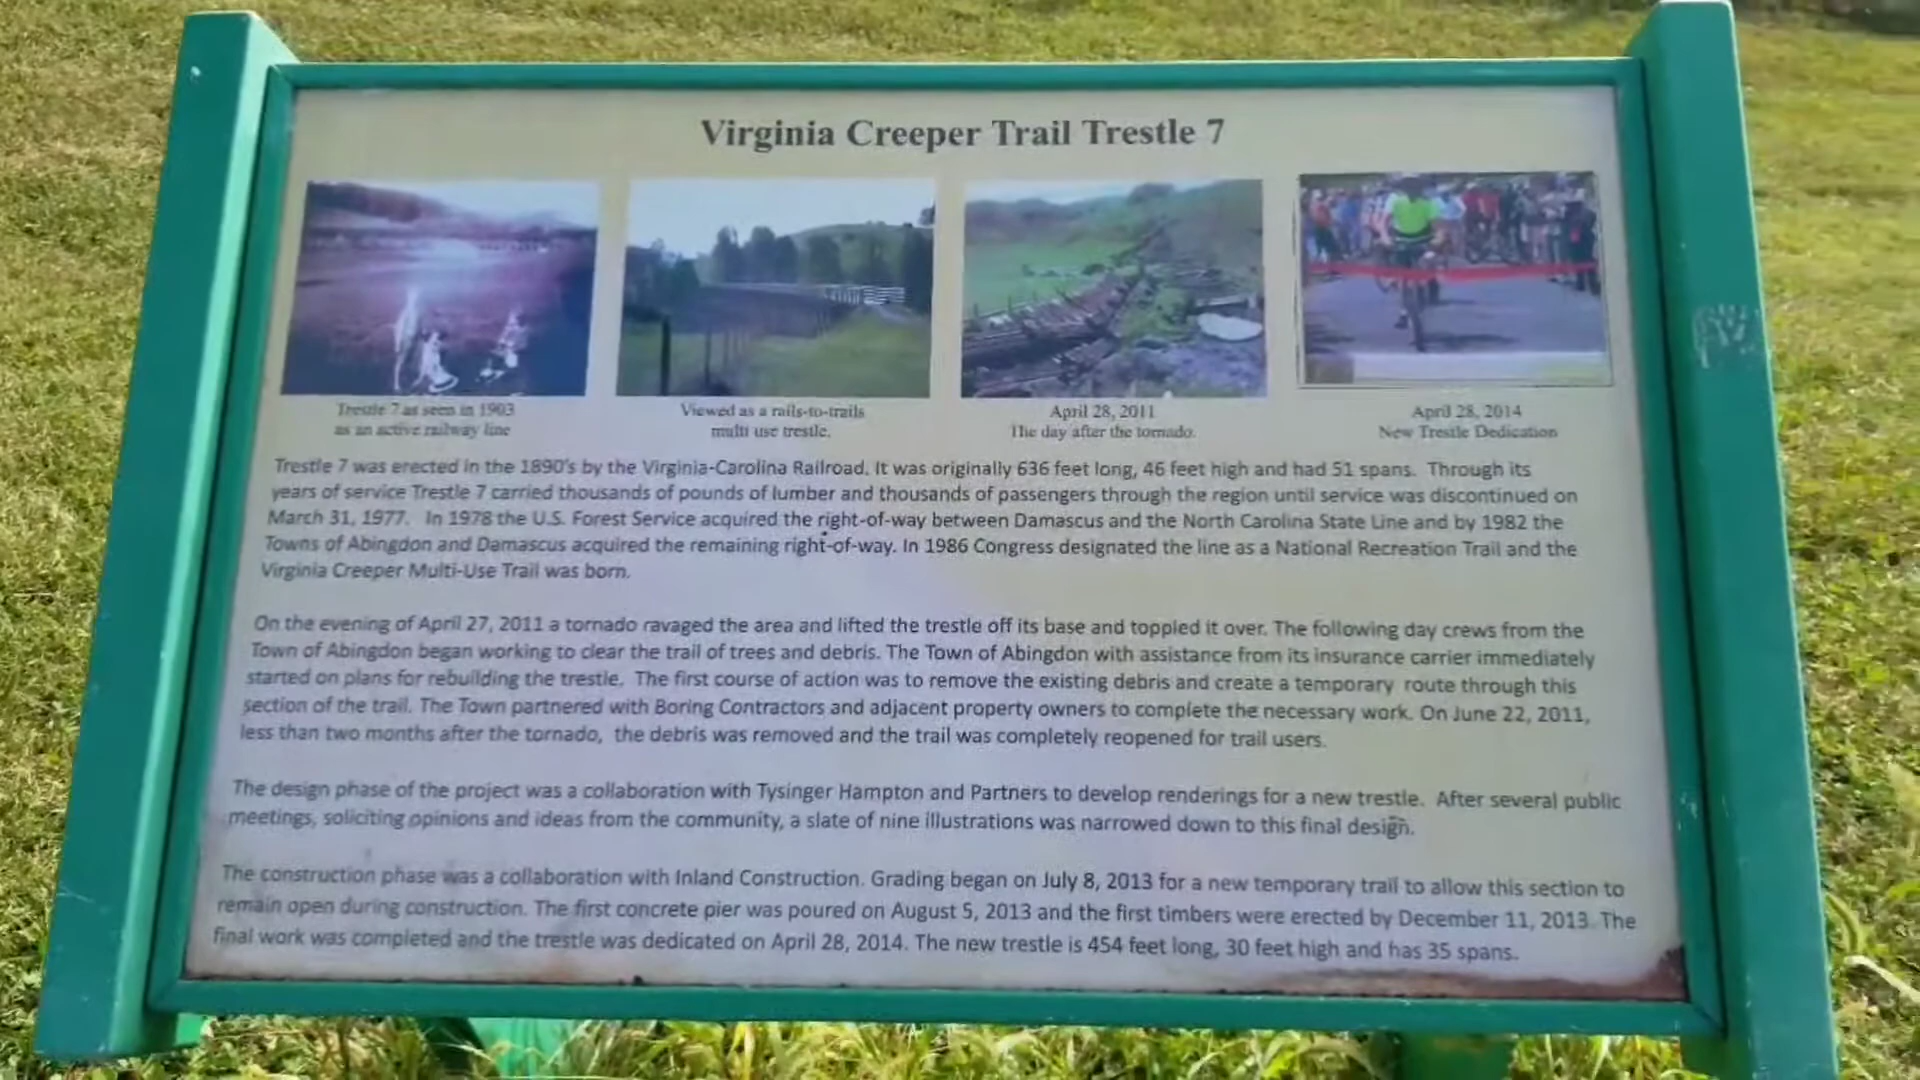 Virginia Creeper Trail Trestle 7
Trestle 7 as seen in 1903
as an active railway line
Viewed as a rails-to-trails
multi use trestle.
April 28, 2011
The day after the tornado.
April 28, 2014
New Trestle Dedication
Trestle 7 was erected in the 1890's by the Virginia-Carolina Railroad. It was originally 636 feet long, 46 feet high and had 51 spans. Through its
years of service Trestle 7 carried thousands of pounds of lumber and thousands of passengers through the region until service was discontinued on
March 31, 1977. In 1978 the U.S. Forest Service acquired the right-of-way between Damascus and the North Carolina State Line and by 1982 the
Towns of Abingdon and Damascus acquired the remaining right-of-way. In 1986 Congress designated the line as a National Recreation Trail and the
Virginia Creeper Multi-Use Trail was born.
On the evening of April 27, 2011 a tornado ravaged the area and lifted the trestle off its base and toppled it over. The following day crews from the
Town of Abingdon began working to clear the trail of trees and debris. The Town of Abingdon with assistance from its insurance carrier immediately
started on plans for rebuilding the trestle. The first course of action was to remove the existing debris and create a temporary route through this
section of the trail. The Town partnered with Boring Contractors and adjacent property owners to complete the necessary work. On June 22, 2011,
less than two months after the tornado, the debris was removed and the trail was completely reopened for trail users.
The design phase of the project was a collaboration with Tysinger Hampton and Partners to develop renderings for a new trestle. After several public
meetings, soliciting opinions and ideas from the community, a slate of nine illustrations was narrowed down to this final design.
The construction phase was a collaboration with Inland Construction. Grading began on July 8, 2013 for a new temporary trail to allow this section to
remain open during construction. The first concrete pier was poured on August 5, 2013 and the first timbers were erected by December 11, 2013. The
final work was completed and the trestle was dedicated on April 28, 2014. The new trestle is 454 feet long, 30 feet high and has 35 spans.